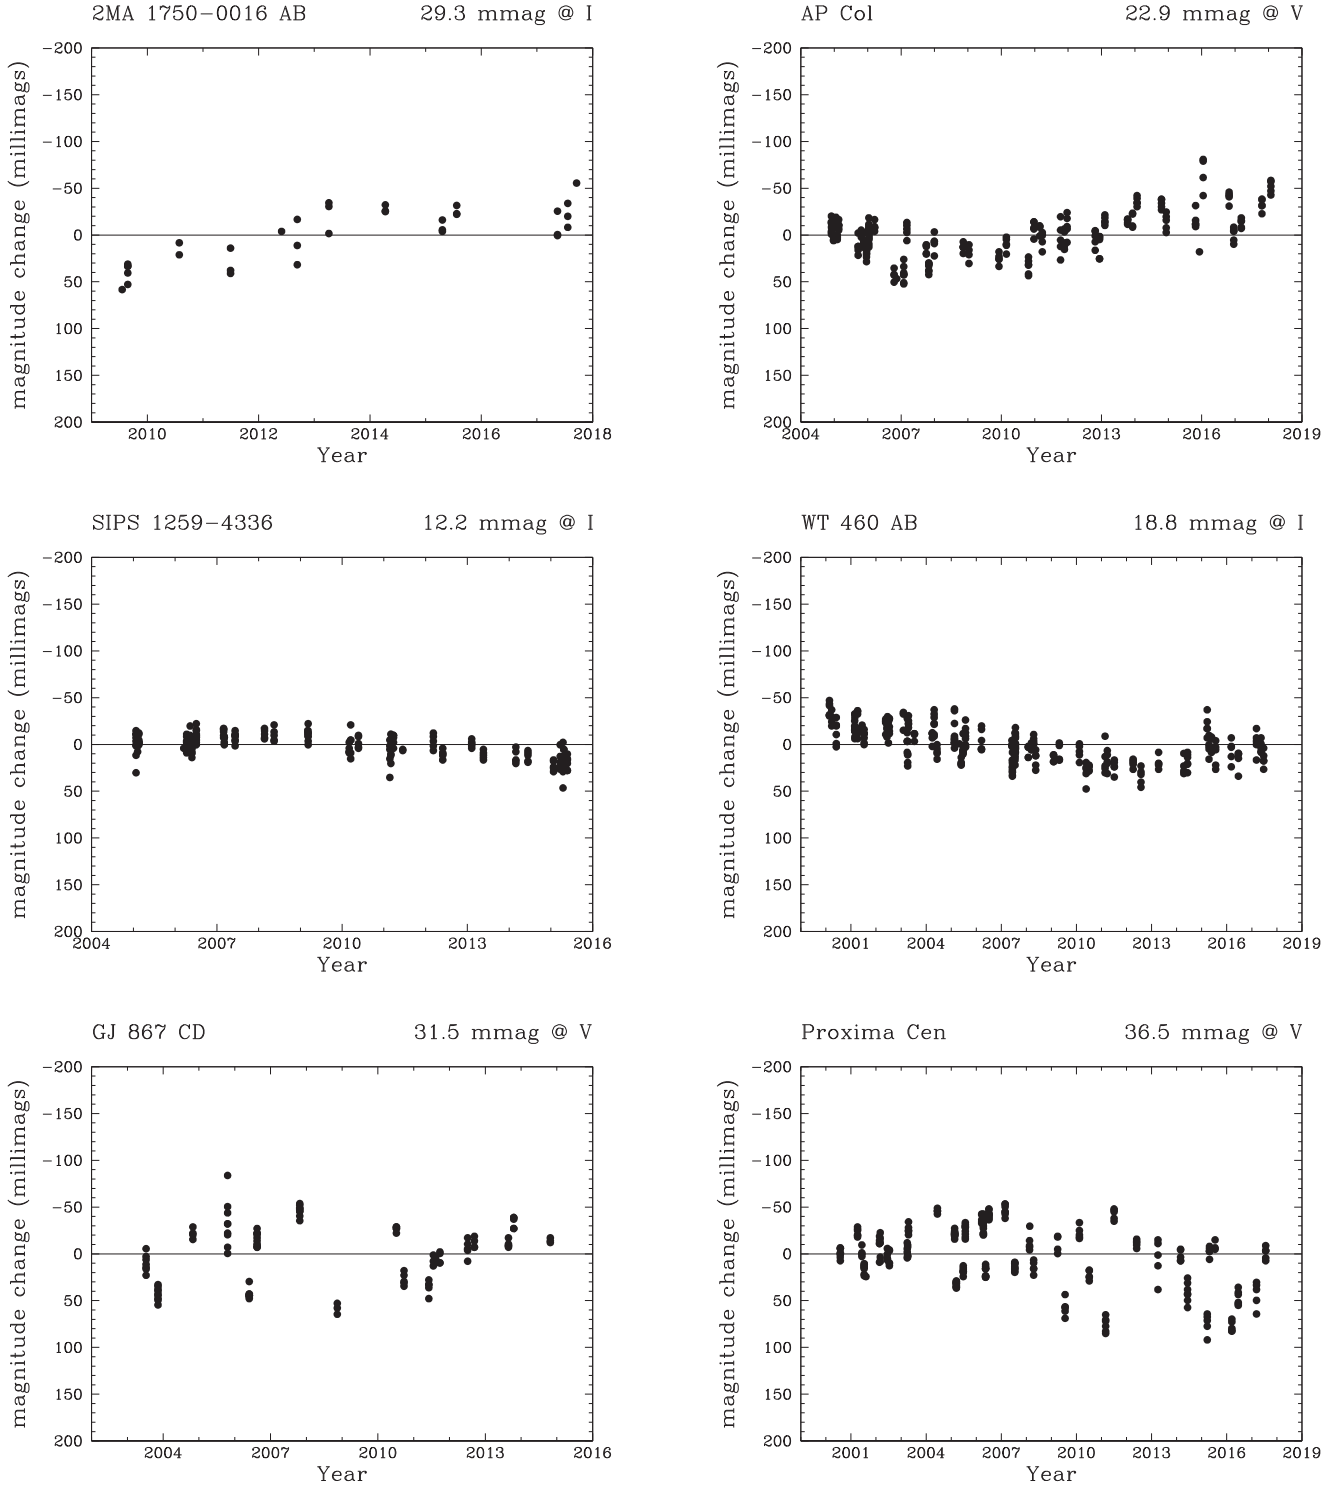 2MA 1750−0016 AB 29.3 mmag @ I
magnitude change (millimags)
−200
−150
−100
−50
0
50
100
150
200
2010 2012 2014 2016 2018
Year
AP Col 22.9 mmag @ V
magnitude change (millimags)
−200
−150
−100
−50
0
50
100
150
200
2004 2007 2010 2013 2016 2019
Year
SIPS 1259−4336 12.2 mmag @ I
magnitude change (millimags)
−200
−150
−100
−50
0
50
100
150
200
2004 2007 2010 2013 2016
Year
WT 460 AB 18.8 mmag @ I
magnitude change (millimags)
−200
−150
−100
−50
0
50
100
150
200
2001 2004 2007 2010 2013 2016 2019
Year
GJ 867 CD 31.5 mmag @ V
magnitude change (millimags)
−200
−150
−100
−50
0
50
100
150
200
2004 2007 2010 2013 2016
Year
Proxima Cen 36.5 mmag @ V
magnitude change (millimags)
−200
−150
−100
−50
0
50
100
150
200
2001 2004 2007 2010 2013 2016 2019
Year